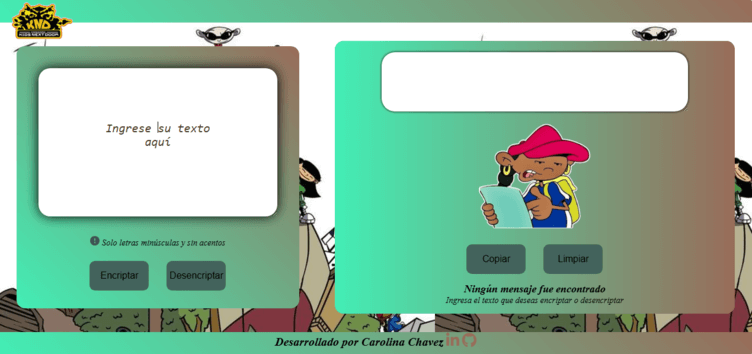 KND
KIDS NEXT DOOR
Ingrese su texto
aquí
Solo letras minúsculas y sin acentos
Encriptar
Desencriptar
Copiar
Limpiar
Ningún mensaje fue encontrado
Ingresa el texto que deseas encriptar o desencriptar
Desarrollado por Carolina Chavez in